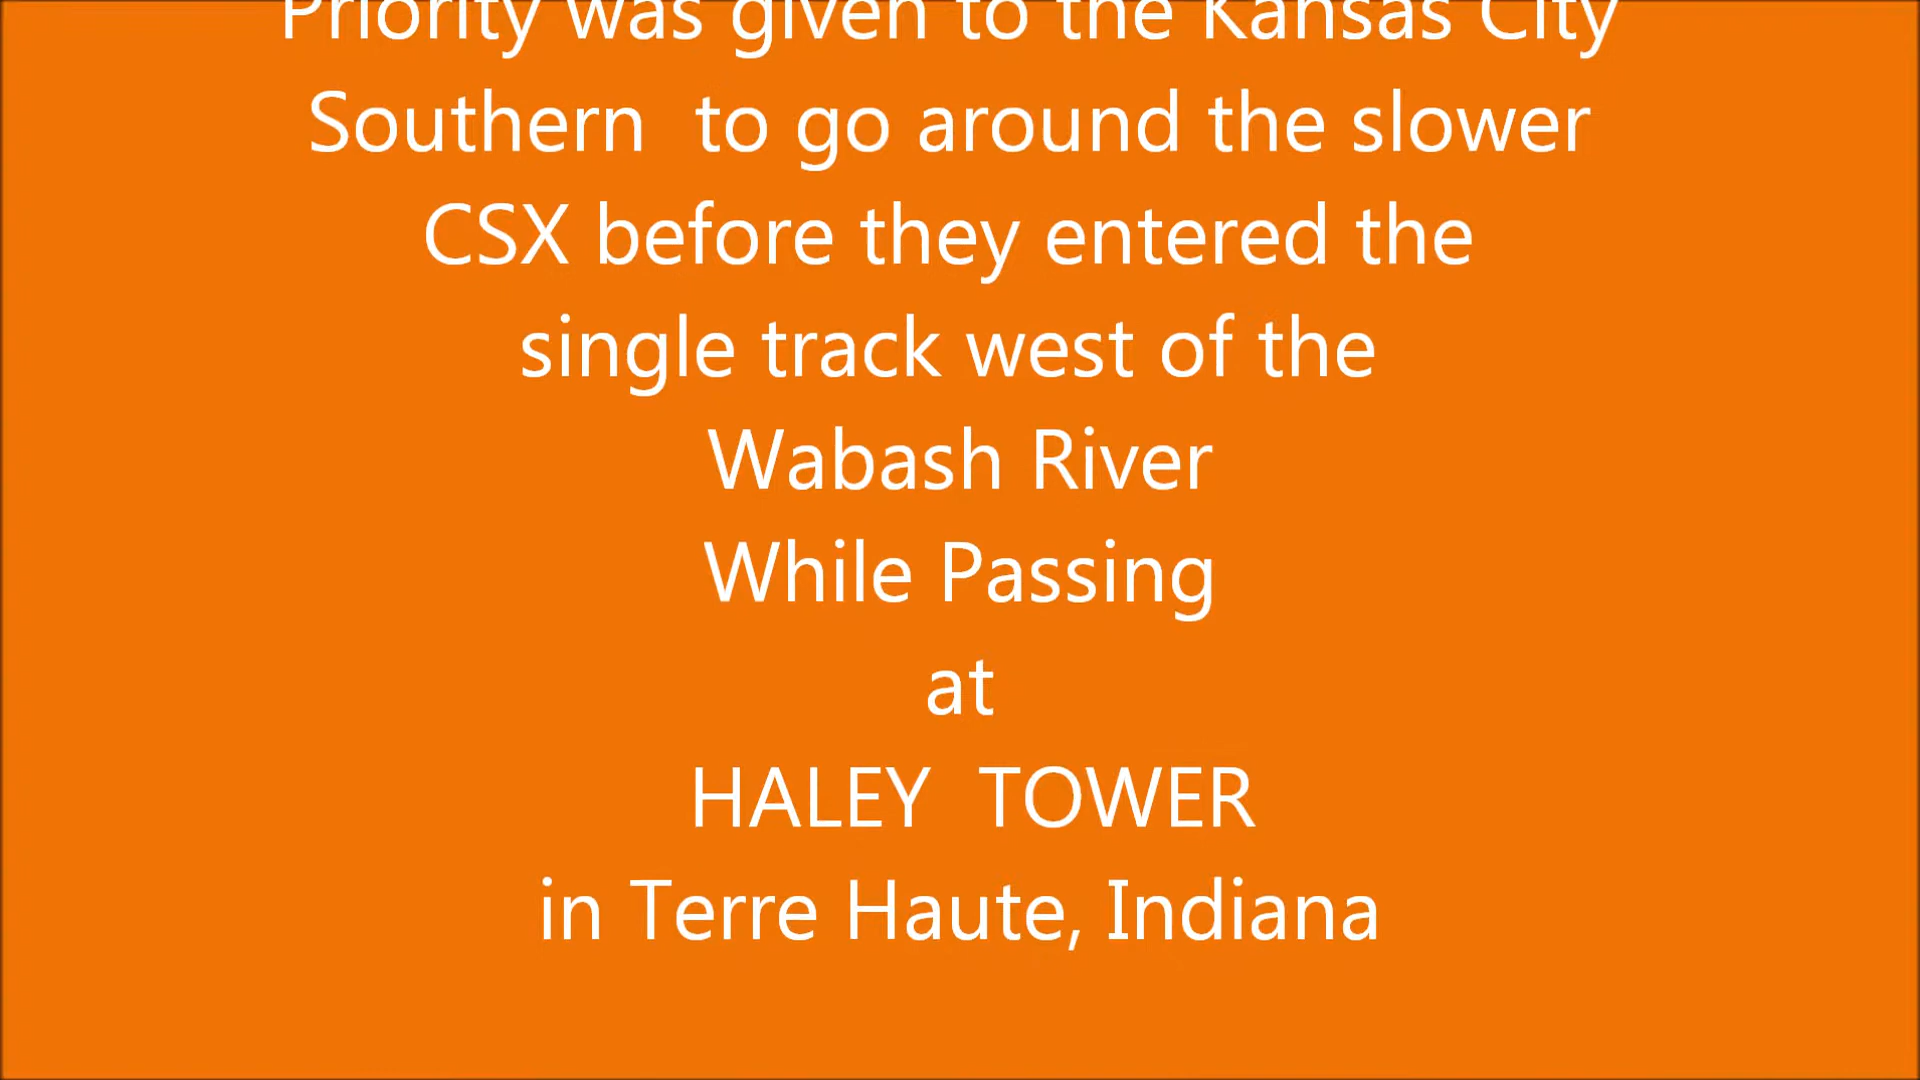 Priority was given to the Kansas City
Southern  to go around the slower
CSX before they entered the
single track west of the
Wabash River
While Passing
at
HALEY  TOWER
in Terre Haute, Indiana